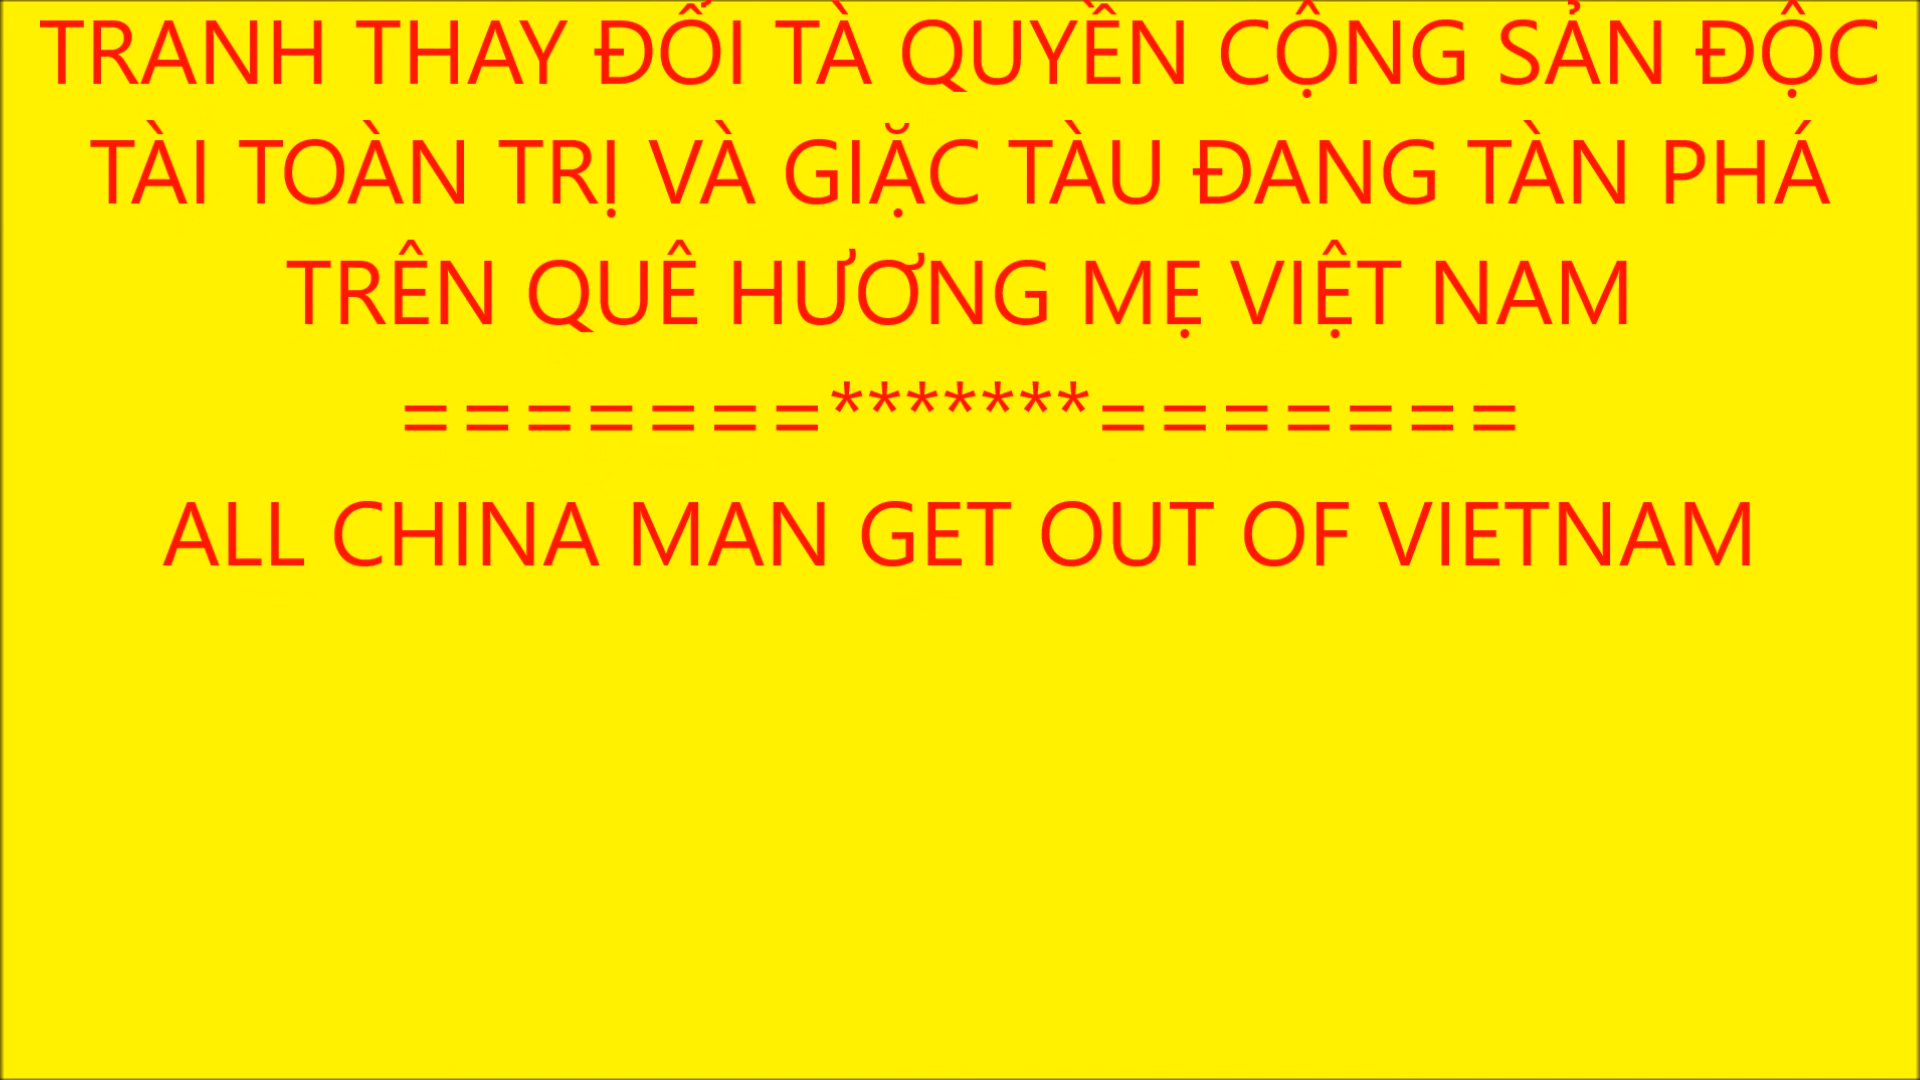 TRANH THAY ĐỔI TÀ QUYỀN CỘNG SẢN ĐỘC
TÀI TOÀN TRỊ VÀ GIẶC TÀU ĐANG TÀN PHÁ
TRÊN QUÊ HƯƠNG MẸ VIỆT NAM
=======*******=======
ALL CHINA MAN GET OUT OF VIETNAM